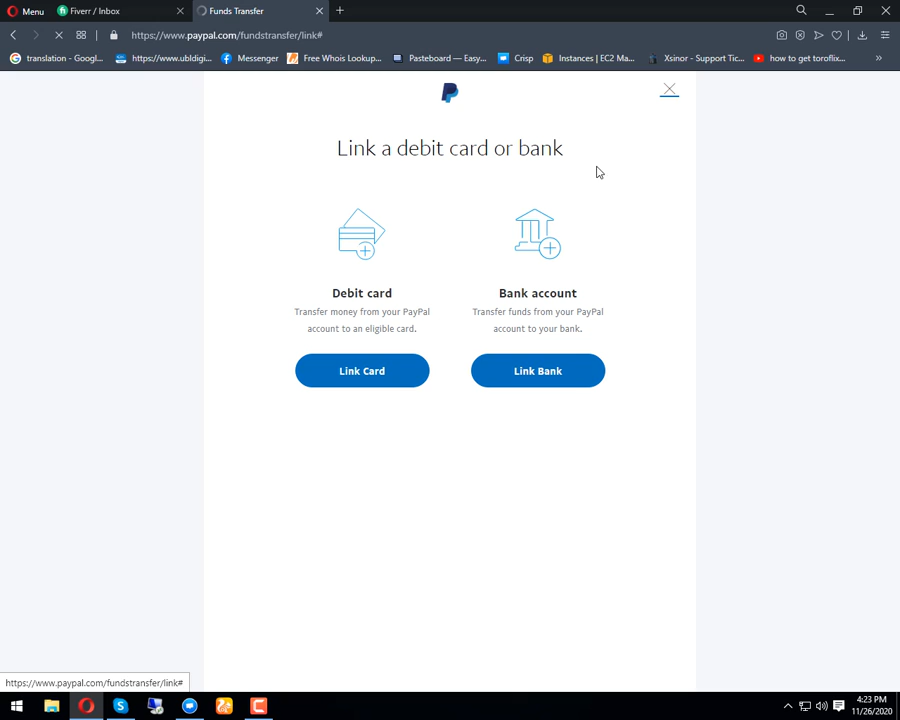 Menu
Fiverr / Inbox
Funds Transfer
https://www.paypal.com/fundstransfer/link#
translation - Googl...
https://www.ubldigi...
Messenger
Free Whois Lookup...
Pasteboard — Easy...
Crisp
Instances | EC2 Ma...
Xsinor - Support Tic...
how to get toroflix...
»
Link a debit card or bank
Debit card
Transfer money from your PayPal
account to an eligible card.
Link Card
Bank account
Transfer funds from your PayPal
account to your bank.
Link Bank
https://www.paypal.com/fundstransfer/link#
4:23 PM
11/26/2020